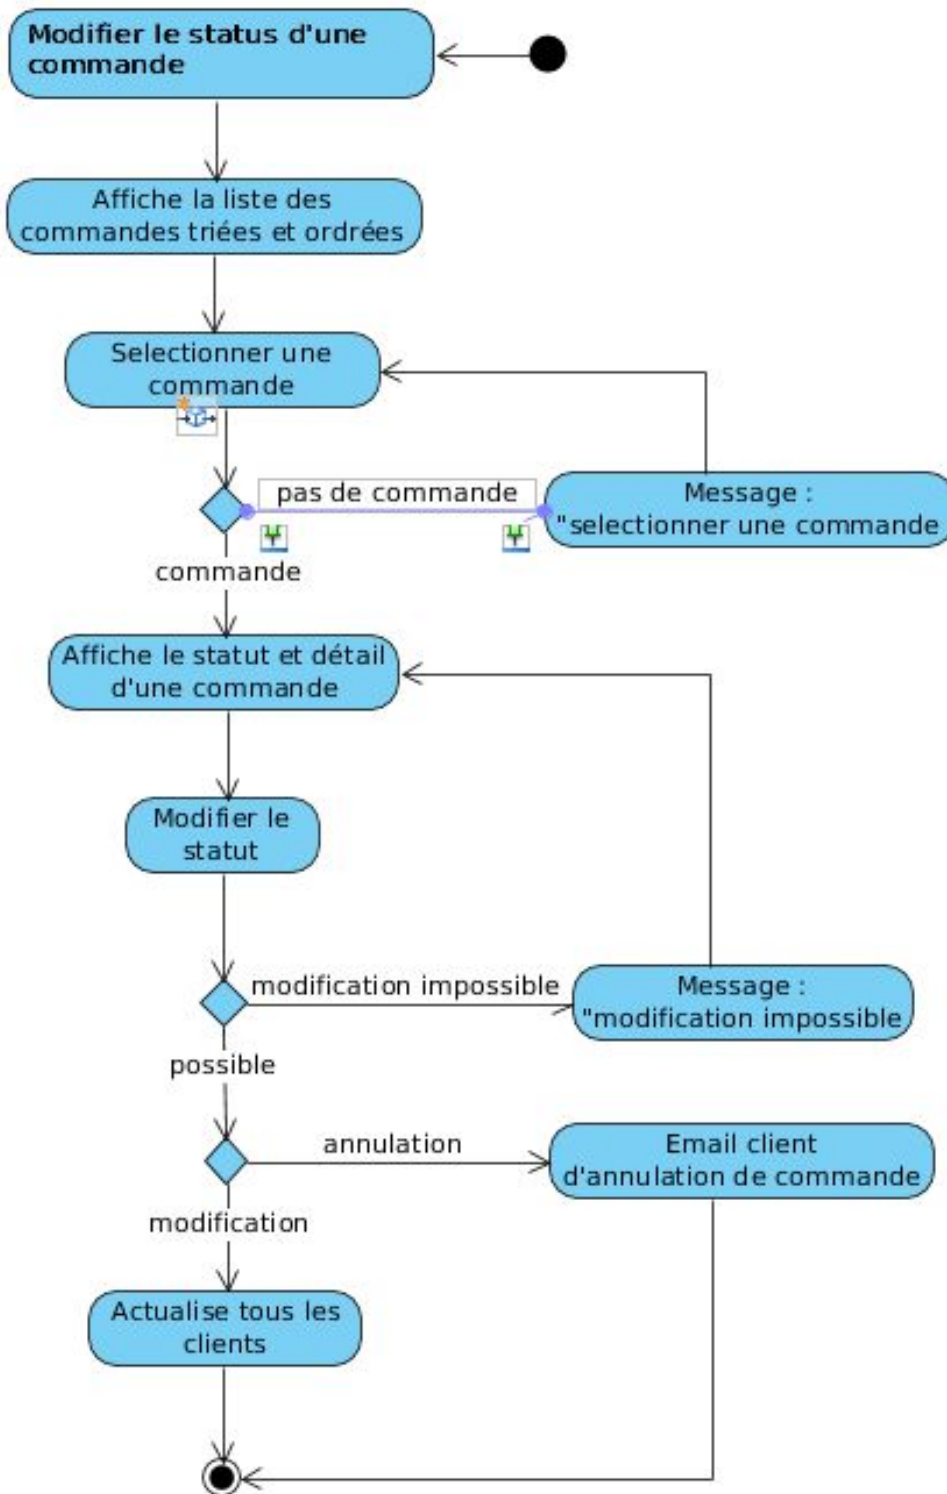 Modifier le status d'une
commande
Affiche la liste des
commandes triées et ordrées
Selectionner une
commande
pas de commande
Message :
"selectionner une commande
commande
Affiche le statut et détail
d'une commande
Modifier le
statut
modification impossible
Message :
"modification impossible
possible
annulation
Email client
d'annulation de commande
modification
Actualise tous les
clients